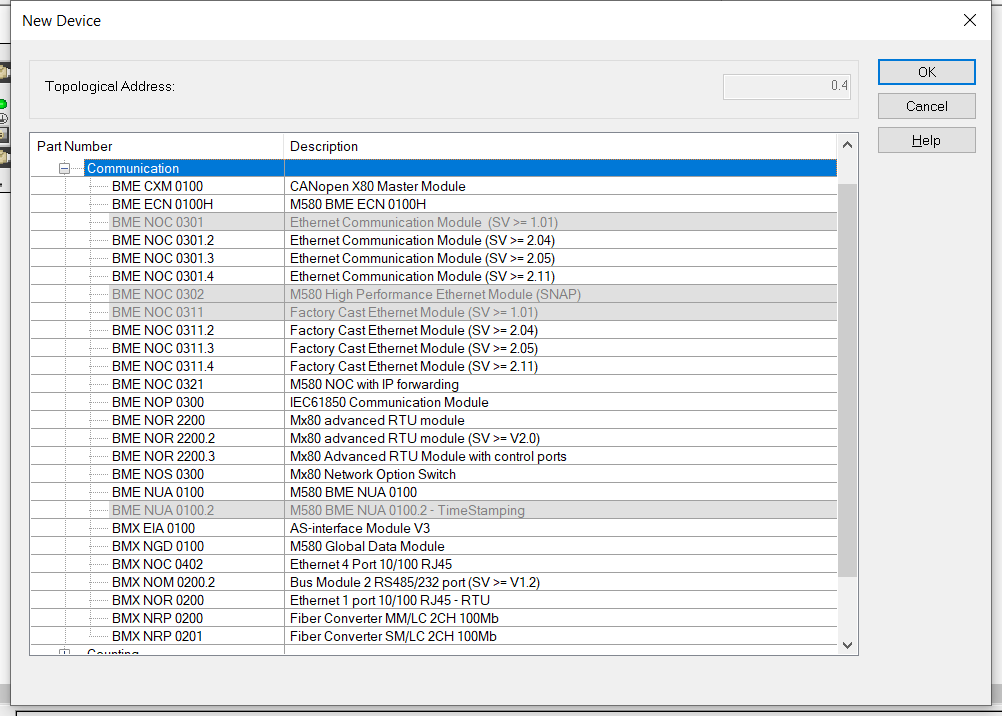 New Device
Topological Address:
0.4
OK
Cancel
Help
Part Number Description
Communication
BME CXM 0100 CANopen X80 Master Module
BME ECN 0100H M580 BME ECN 0100H
BME NOC 0301 Ethernet Communication Module (SV >= 1.01)
BME NOC 0301.2 Ethernet Communication Module (SV >= 2.04)
BME NOC 0301.3 Ethernet Communication Module (SV >= 2.05)
BME NOC 0301.4 Ethernet Communication Module (SV >= 2.11)
BME NOC 0302 M580 High Performance Ethernet Module (SNAP)
BME NOC 0311 Factory Cast Ethernet Module (SV >= 1.01)
BME NOC 0311.2 Factory Cast Ethernet Module (SV >= 2.04)
BME NOC 0311.3 Factory Cast Ethernet Module (SV >= 2.05)
BME NOC 0311.4 Factory Cast Ethernet Module (SV >= 2.11)
BME NOC 0321 M580 NOC with IP forwarding
BME NOP 0300 IEC61850 Communication Module
BME NOR 2200 Mx80 advanced RTU module
BME NOR 2200.2 Mx80 advanced RTU module (SV >= V2.0)
BME NOR 2200.3 Mx80 Advanced RTU Module with control ports
BME NOS 0300 Mx80 Network Option Switch
BME NUA 0100 M580 BME NUA 0100
BME NUA 0100.2 M580 BME NUA 0100.2 - TimeStamping
BMX EIA 0100 AS-interface Module V3
BMX NGD 0100 M580 Global Data Module
BMX NOC 0402 Ethernet 4 Port 10/100 RJ45
BMX NOM 0200.2 Bus Module 2 RS485/232 port (SV >= V1.2)
BMX NOR 0200 Ethernet 1 port 10/100 RJ45 - RTU
BMX NRP 0200 Fiber Converter MM/LC 2CH 100Mb
BMX NRP 0201 Fiber Converter SM/LC 2CH 100Mb
Counting